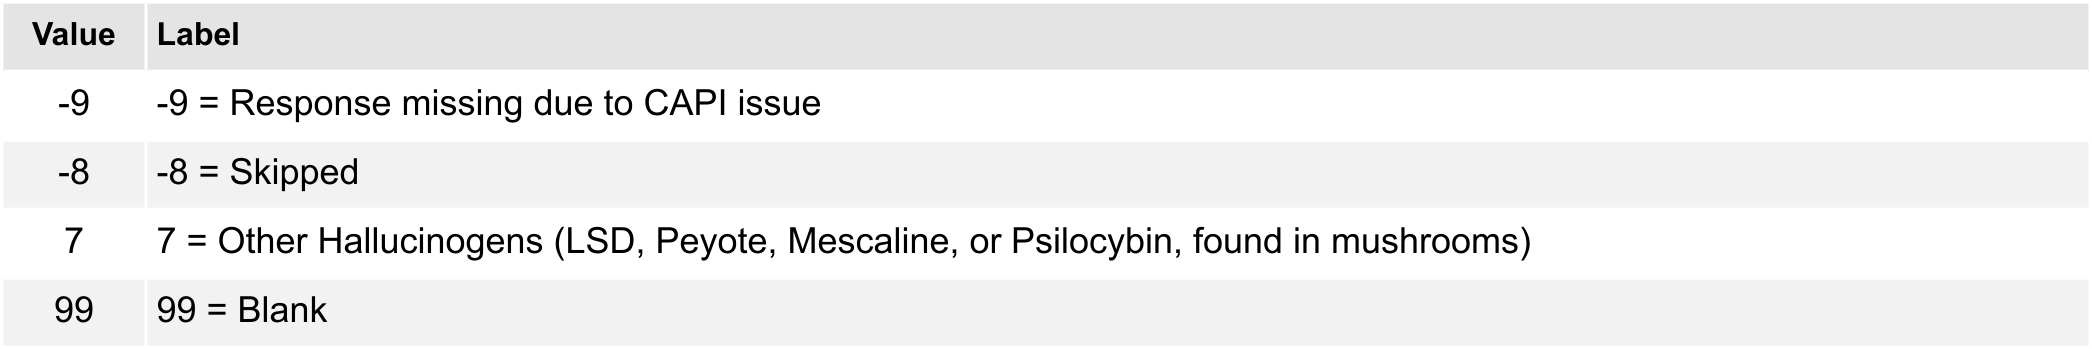 Value Label
-9 -9 = Response missing due to CAPI issue
-8 -8 = Skipped
7 7 = Other Hallucinogens (LSD, Peyote, Mescaline, or Psilocybin, found in mushrooms)
99 99 = Blank